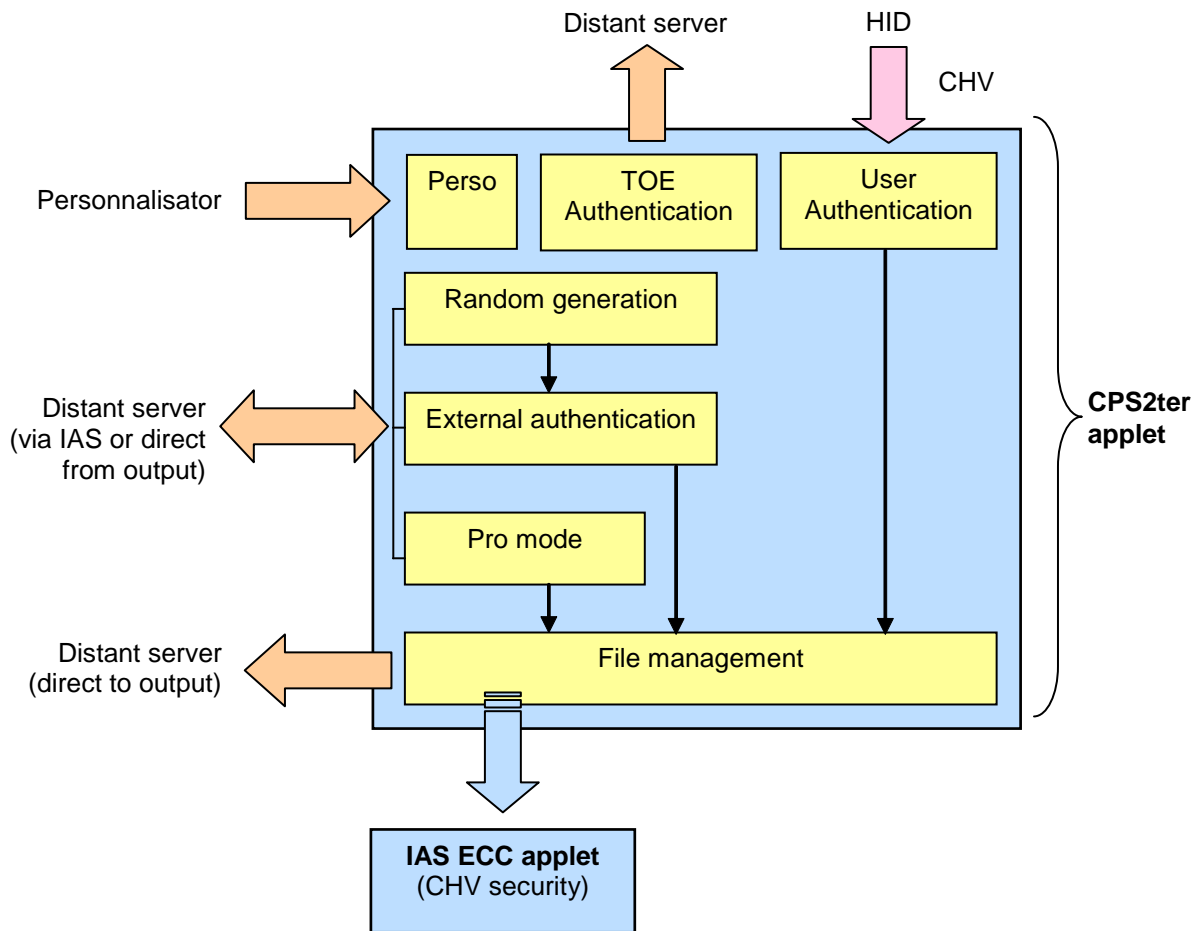 Distant server
HID
CHV
Personnalisator
Perso
TOE
Authentication
User
Authentication
Random generation
Distant server
(via IAS or direct
from output)
External authentication
CPS2ter
applet
Pro mode
Distant server
(direct to output)
File management
IAS ECC applet
(CHV security)